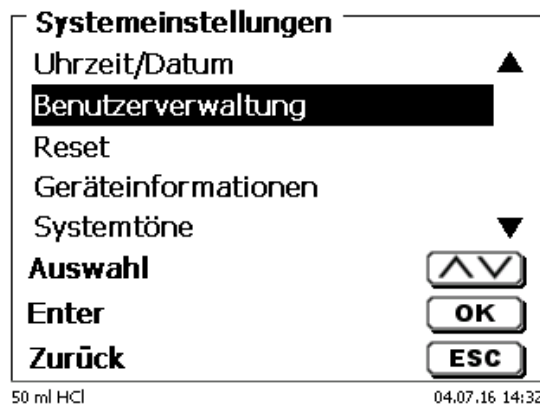 Systemeinstellungen
Uhrzeit/Datum
Benutzerverwaltung
Reset
Geräteinformationen
Systemtöne
Auswahl
Enter OK
Zurück ESC
50 ml HCl 04.07.16 14:32